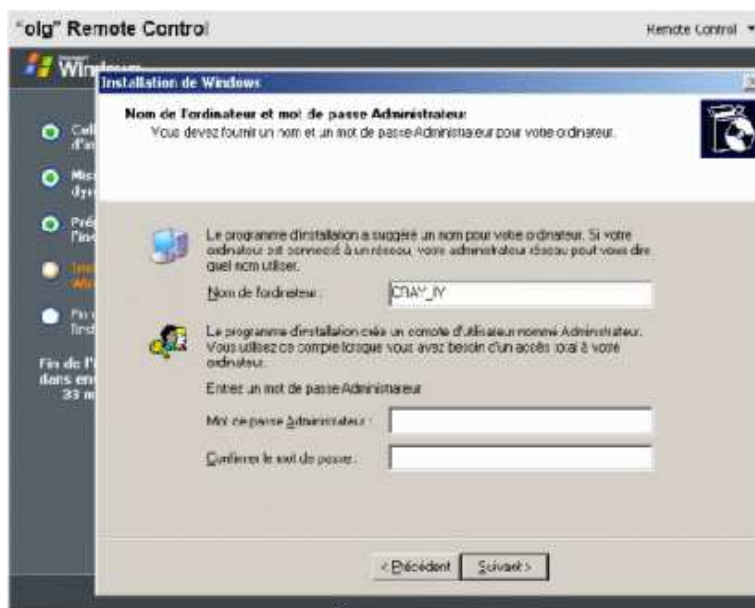 "olg" Remote Control
Remote Control
Windows
Installation de Windows
Nom de l'ordinateur et mot de passe Administrateur
Vous devez fournir un nom et un mot de passe Administrateur pour votre ordinateur.
Le programme d'installation a suggéré un nom pour votre ordinateur. Si votre
ordinateur est connecté à un réseau, votre administrateur réseau peut vous dire
quel nom utiliser.
Nom de l'ordinateur :
Le programme d'installation crée un compte d'utilisateur nommé Administrateur.
Vous utilisez ce compte lorsque vous avez besoin d'un accès total à votre
ordinateur.
Entrez un mot de passe Administrateur
Mot de passe Administrateur :
Confirmer le mot de passe :
Fin de l'
dans en
33 m
< Précédent
Suivant >